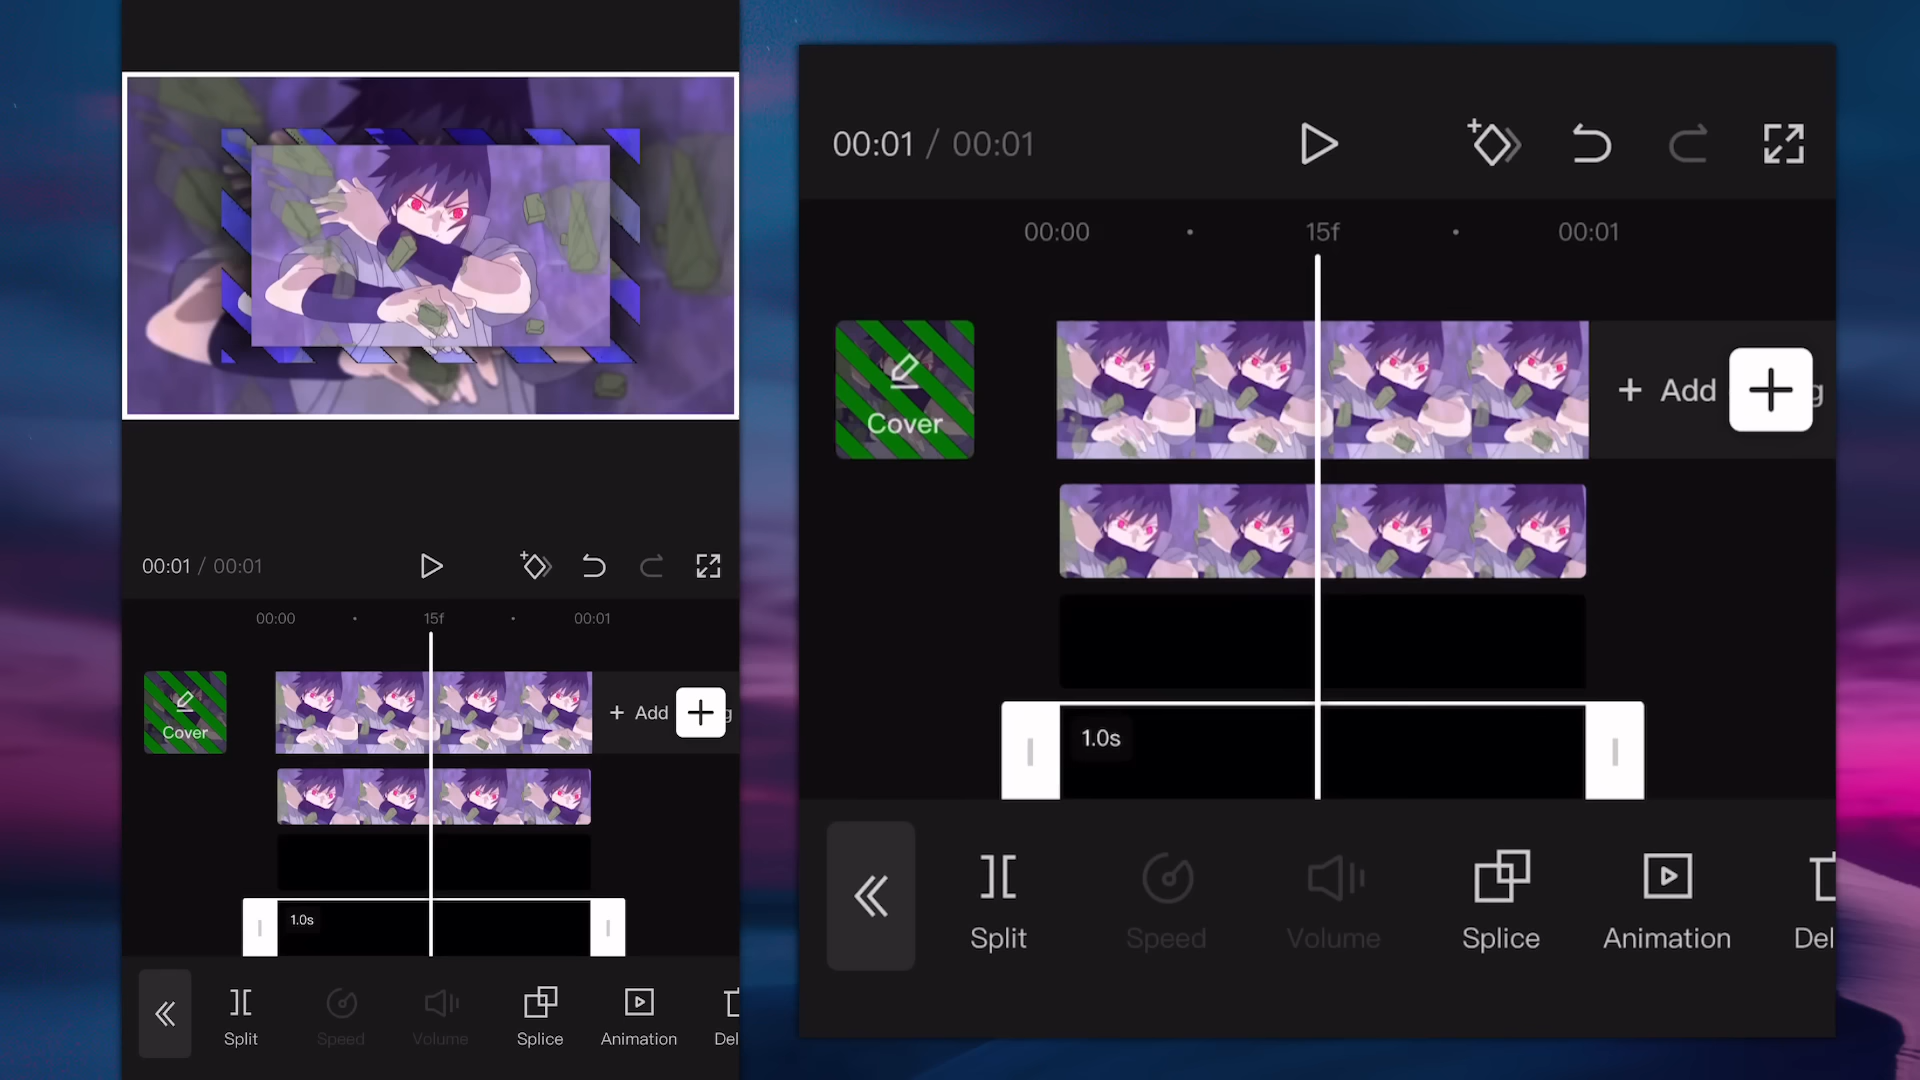 00:01 / 00:01
00:00 15f 00:01
Cover
+ Add
1.0s
Split Speed Volume Splice Animation Del
00:01 / 00:01
00:00 15f 00:01
Cover
+ Add g
1.0s
Split Speed Volume Splice Animation Del